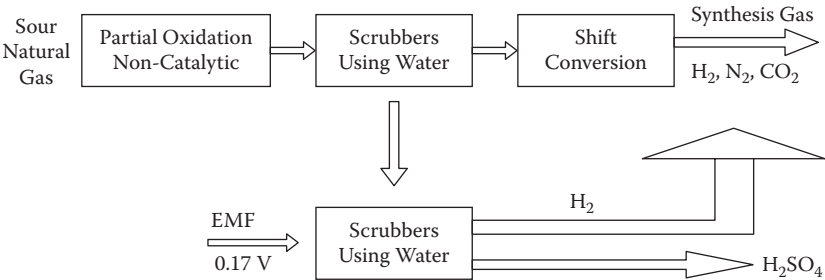 Sour
Natural
Gas
Partial Oxidation
Non-Catalytic
Scrubbers
Using Water
Shift
Conversion
Synthesis Gas
H₂, N₂, CO₂
EMF
0.17 V
Scrubbers
Using Water
H₂
H₂SO₄